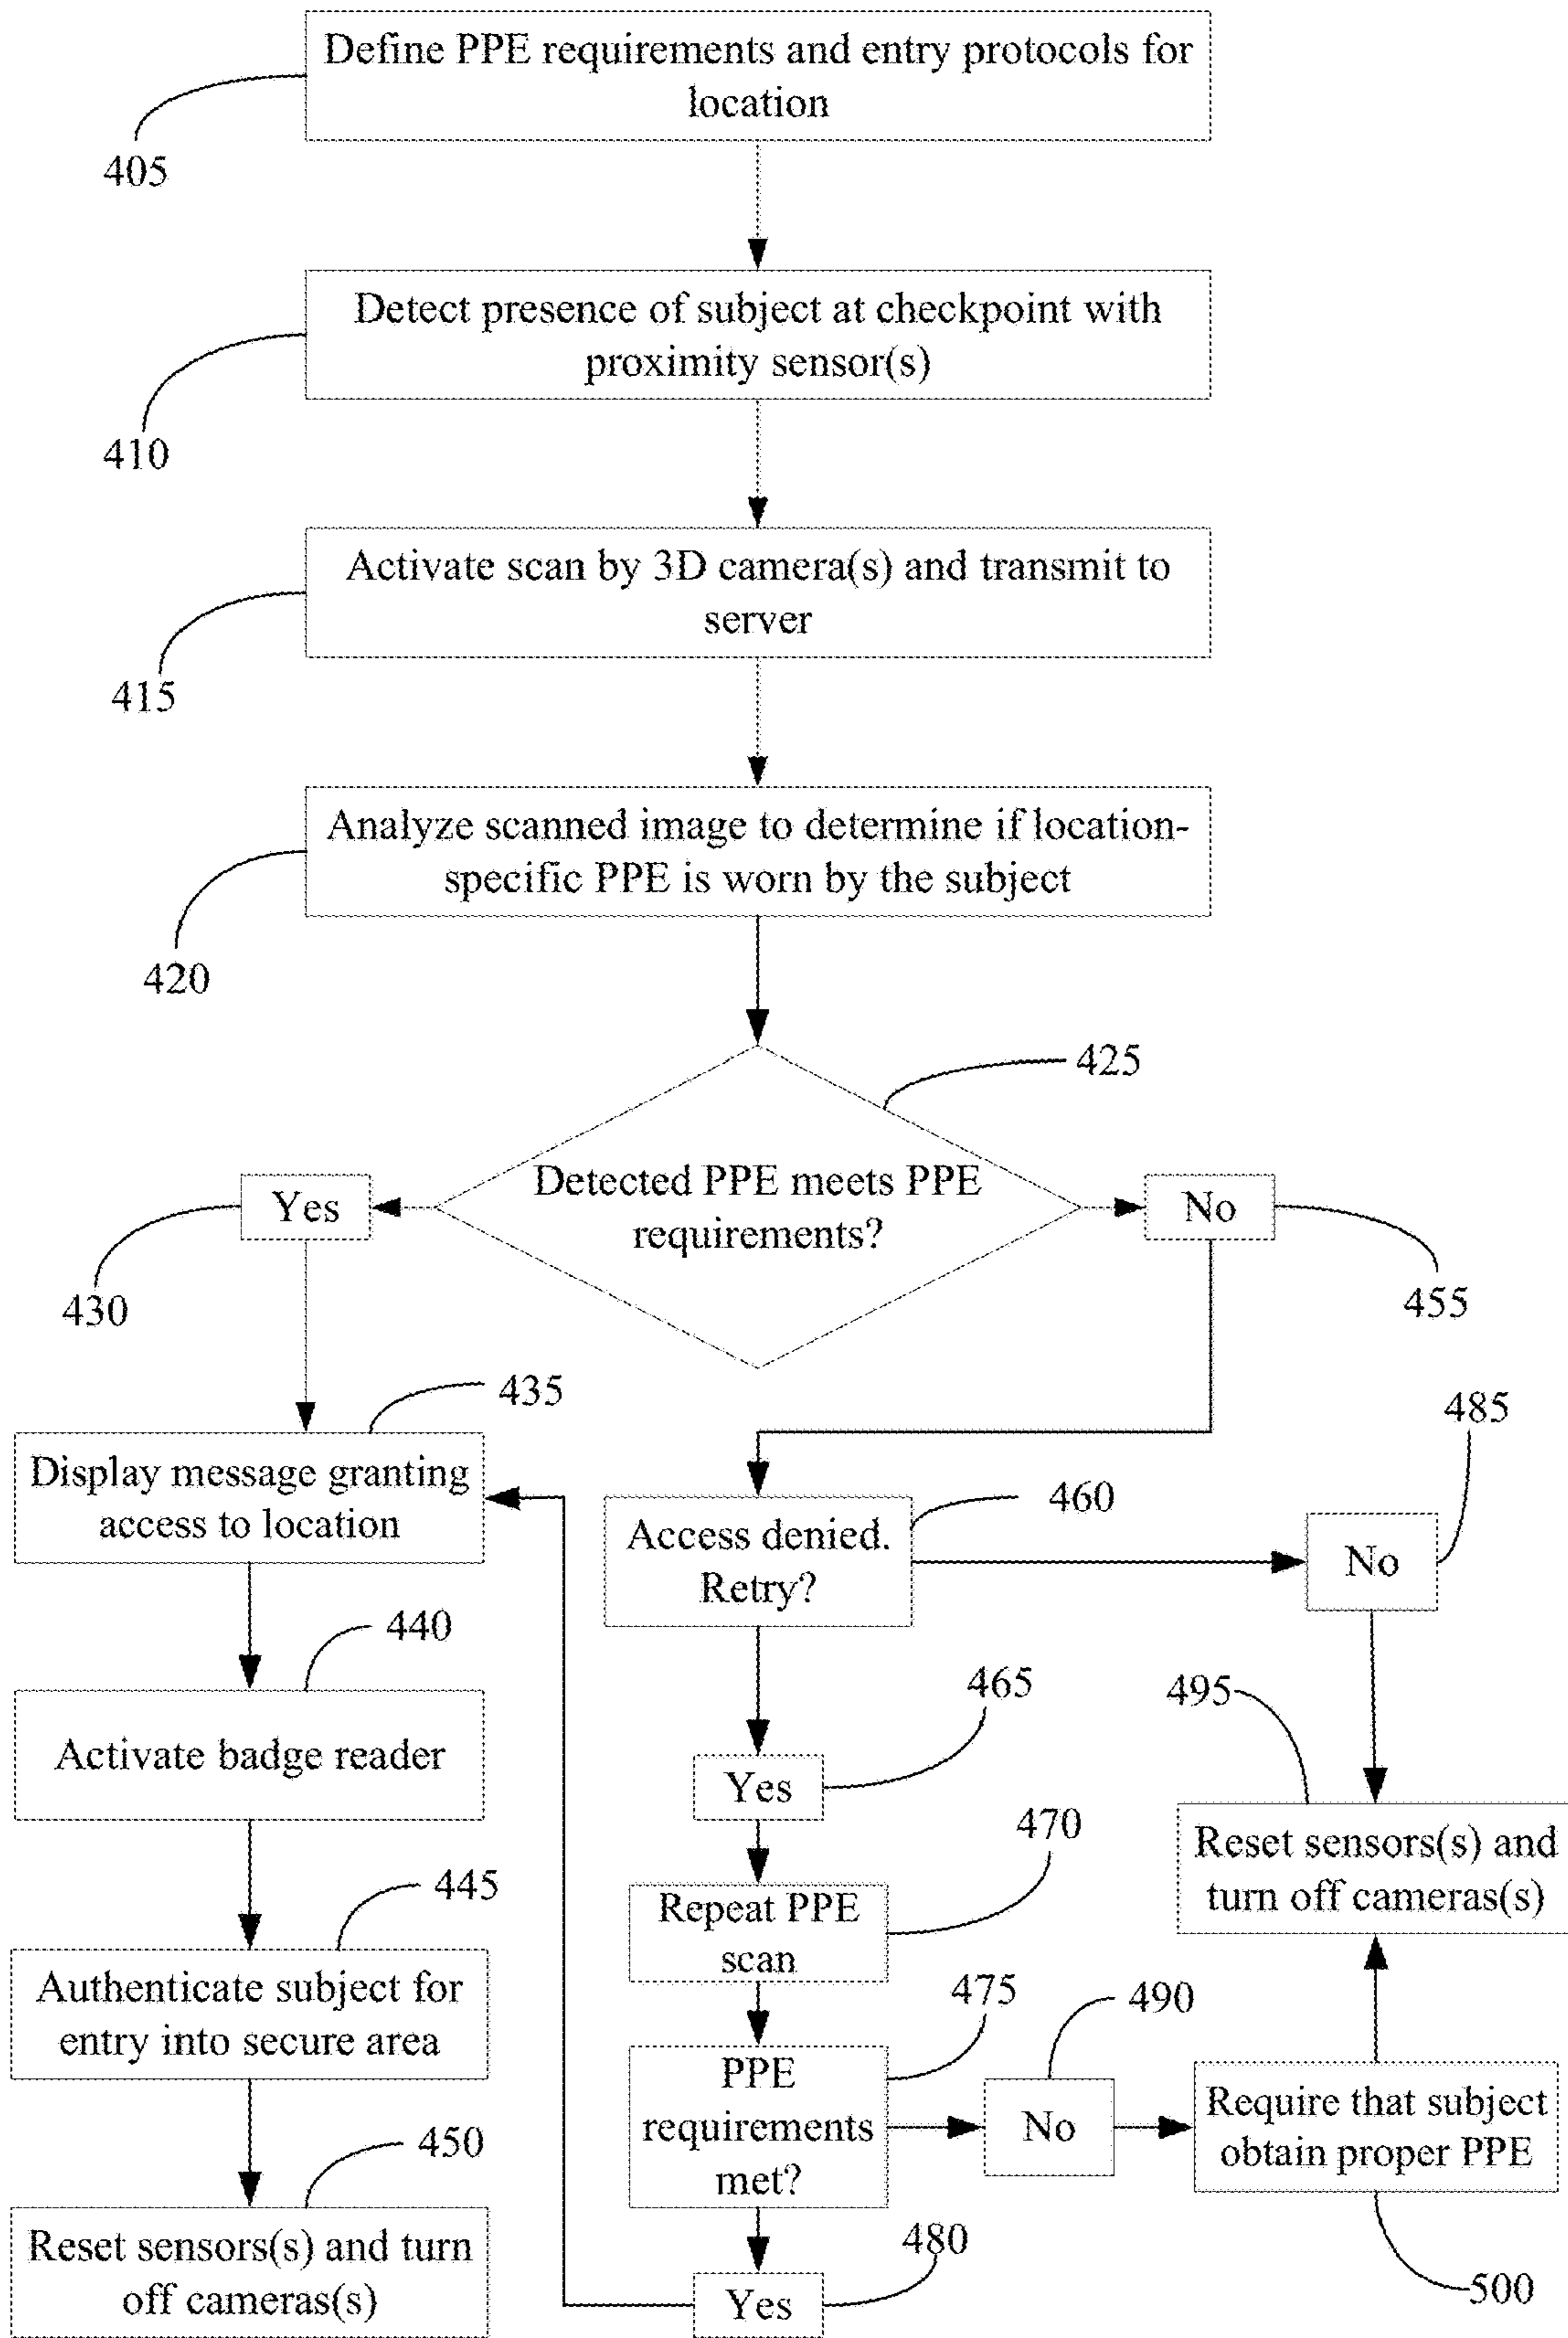 Define PPE requirements and entry protocols for
location
405
Detect presence of subject at checkpoint with
proximity sensor(s)
410
Activate scan by 3D camera(s) and transmit to
server
415
Analyze scanned image to determine if location-
specific PPE is worn by the subject
420
425
Detected PPE meets PPE
requirements?
Yes
No
430
455
435
485
Display message granting
access to location
460
Access denied.
Retry?
No
440
Activate badge reader
465
495
Yes
470
Reset sensors(s) and
turn off cameras(s)
445
Repeat PPE
scan
Authenticate subject for
entry into secure area
475
490
PPE
requirements
met?
No
Require that subject
obtain proper PPE
450
480
500
Reset sensors(s) and turn
off cameras(s)
Yes